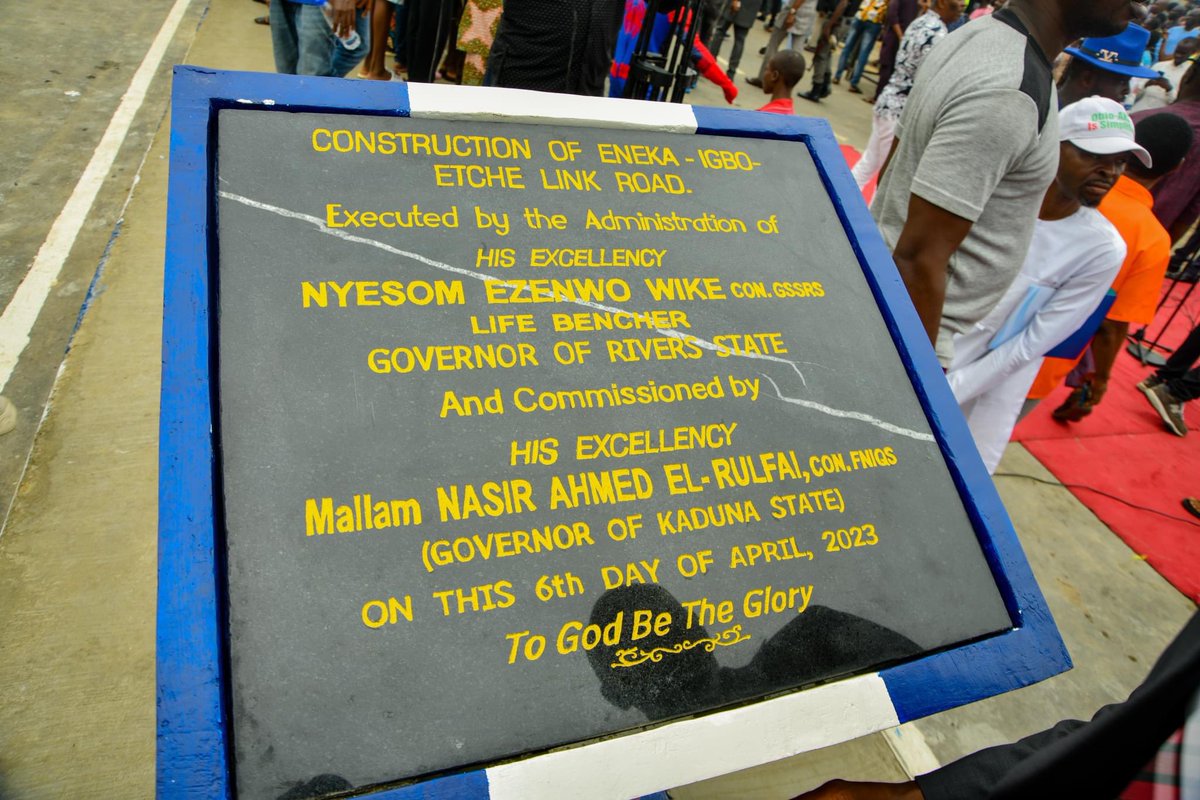 CONSTRUCTION OF ENEKA - IGBO-
ETCHE LINK ROAD.
Executed by the Administration of
HIS EXCELLENCY
NYESOM EZENWO WIKE CON. GSSRS
LIFE BENCHER
GOVERNOR OF RIVERS STATE
And Commissioned by
HIS EXCELLENCY
Mallam NASIR AHMED EL-RULFAI, CON. FNIQS
(GOVERNOR OF KADUNA STATE)
ON THIS 6th DAY OF APRIL, 2023
To God Be The Glory
is Simpli